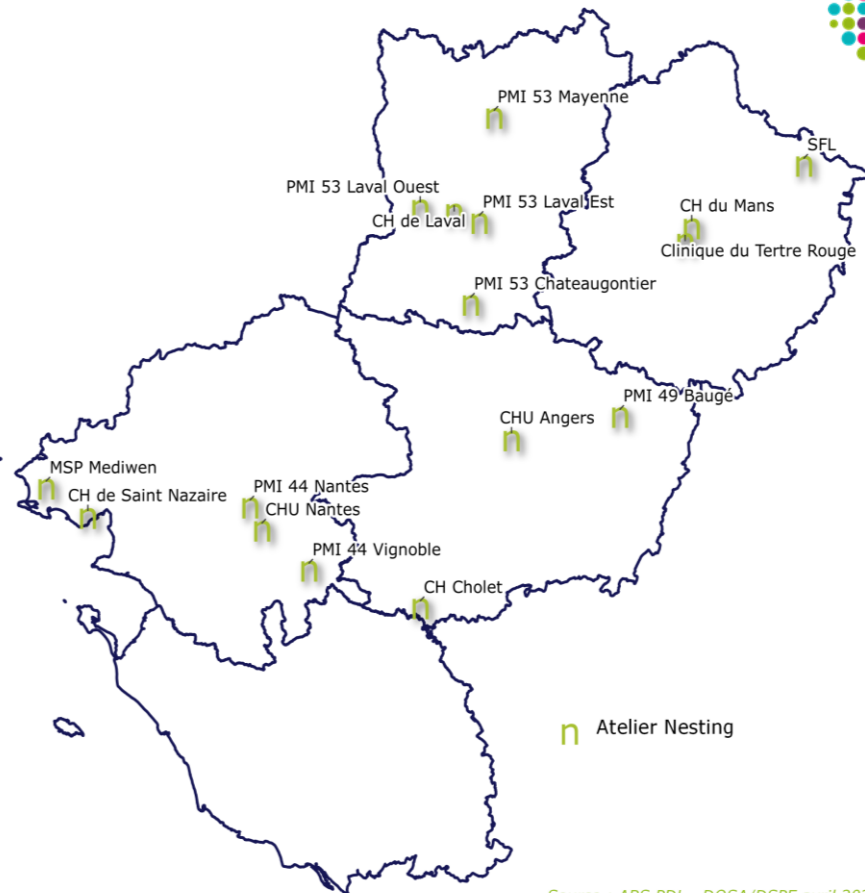 PMI 53 Mayenne
SFL
PMI 53 Laval Ouest
PMI 53 Laval Est
CH de Laval
CH du Mans
Clinique du Tertre Rouge
PMI 53 Chateaugontier
PMI 49 Baugé
CHU Angers
MSP Mediwen
CH de Saint Nazaire
PMI 44 Nantes
CHU Nantes
PMI 44 Vignoble
CH Cholet
n Atelier Nesting